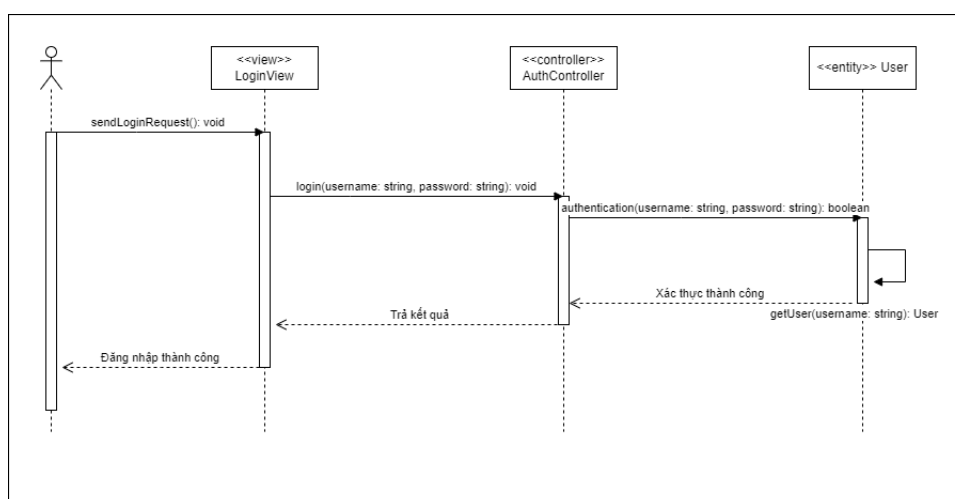 <<view>>
LoginView
<<controller>>
AuthController
<<entity>> User
sendLoginRequest(): void
login(username: string, password: string): void
authentication(username: string, password: string): boolean
Xác thực thành công
getUser(username: string): User
Trả kết quả
Đăng nhập thành công